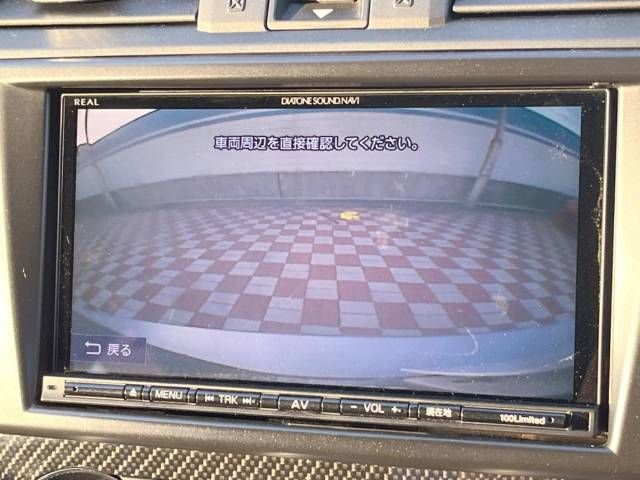 REAL
DIATONE SOUND.NAVI
車両周辺を直接確認してください。
戻る
MENU
TRK
AV
− VOL +
現在地
100Limited